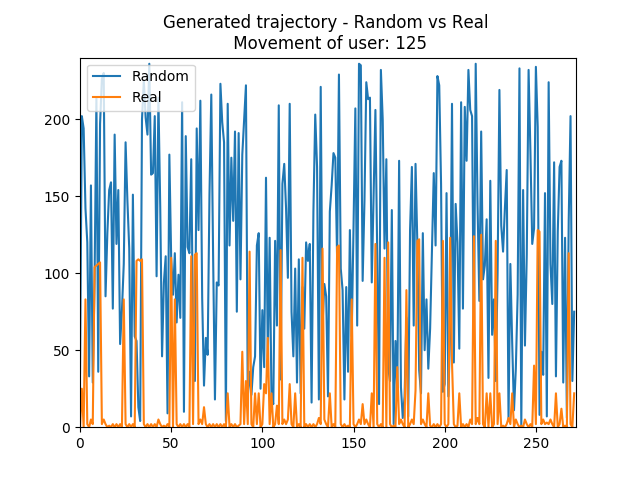 Generated trajectory - Random vs Real
Movement of user: 125
Random
Real
200
150
100
50
0
0 50 100 150 200 250